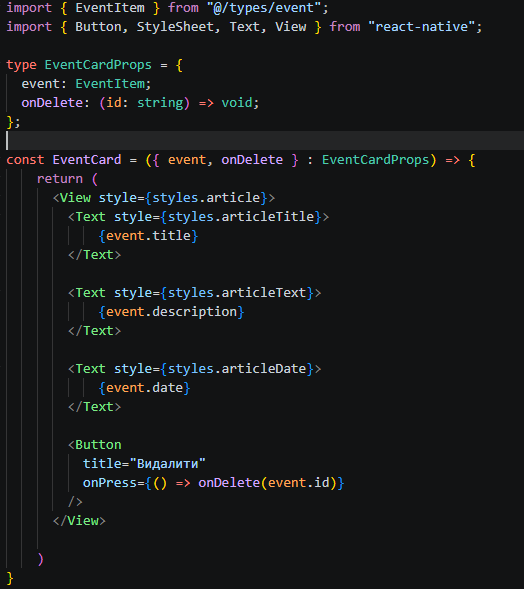 import { EventItem } from "@/types/event";
import { Button, StyleSheet, Text, View } from "react-native";

type EventCardProps = {
  event: EventItem;
  onDelete: (id: string) => void;
};

const EventCard = ({ event, onDelete } : EventCardProps) => {
    return (
      <View style={styles.article}>
        <Text style={styles.articleTitle}>
            {event.title}
        </Text>

        <Text style={styles.articleText}>
            {event.description}
        </Text>

        <Text style={styles.articleDate}>
            {event.date}
        </Text>

        <Button
          title="Видалити"
          onPress={() => onDelete(event.id)}
        />
      </View>

    )
}